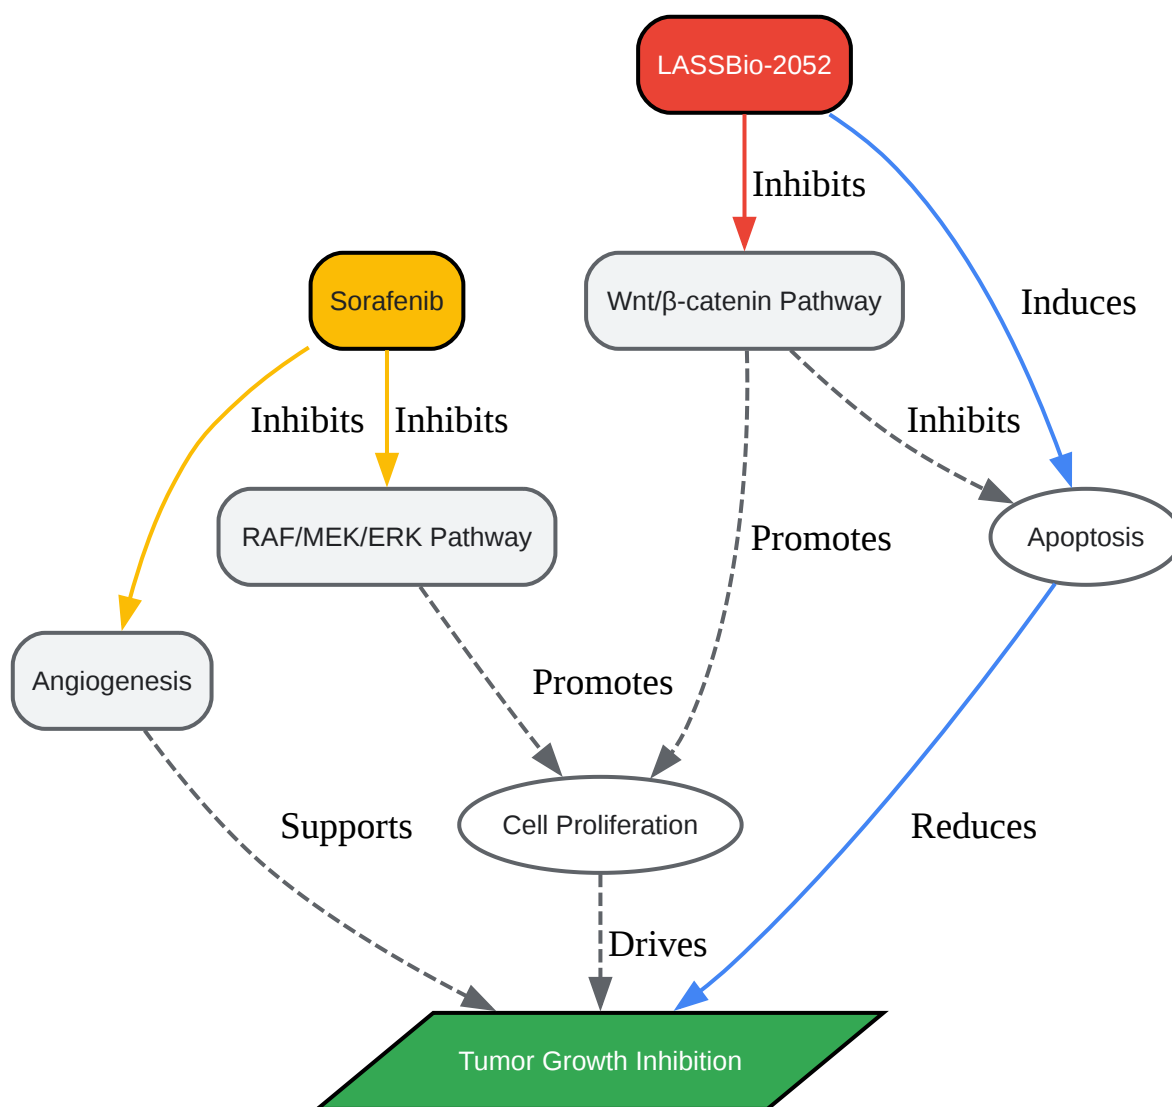 LASSBio-2052
Inhibits
Sorafenib
Wnt/β-catenin Pathway
Induces
Inhibits
Inhibits
Inhibits
RAF/MEK/ERK Pathway
Promotes
Apoptosis
Angiogenesis
Promotes
Supports
Cell Proliferation
Reduces
Drives
Tumor Growth Inhibition